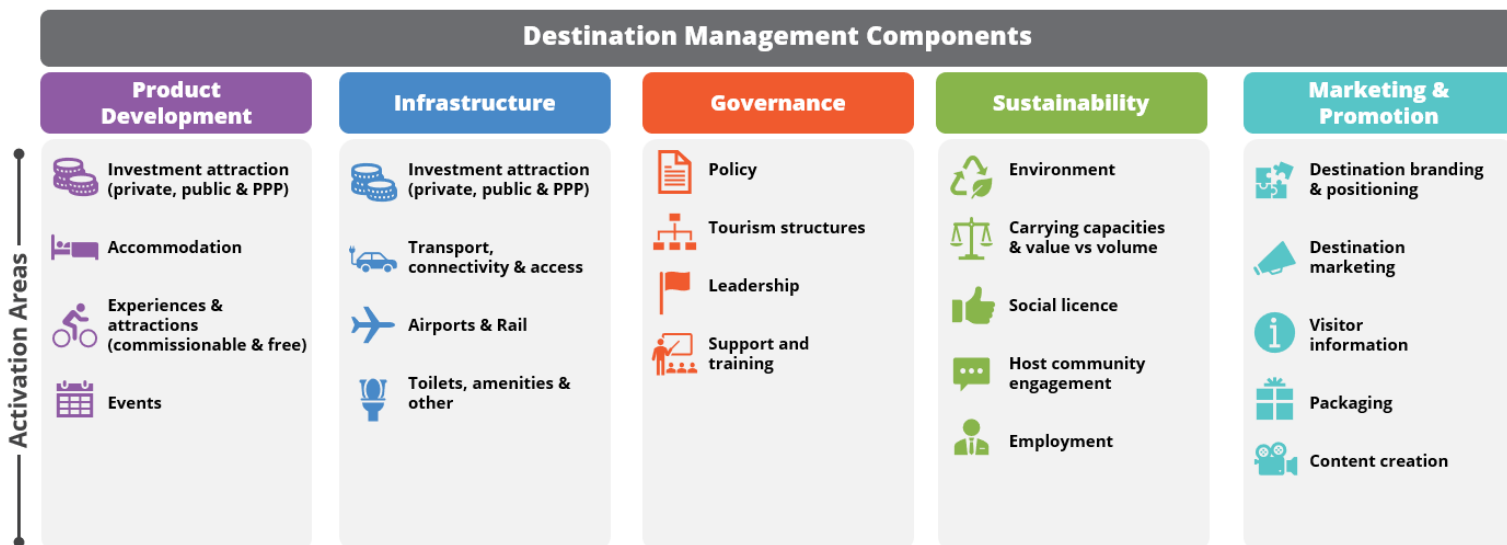 Destination Management Components
Product
Development
Infrastructure
Governance
Sustainability
Marketing &
Promotion
Activation Areas
Investment attraction
(private, public & PPP)
Accommodation
Experiences &
attractions
(commissionable & free)
Events
Investment attraction
(private, public & PPP)
Transport,
connectivity & access
Airports & Rail
Toilets, amenities &
other
Policy
Tourism structures
Leadership
Support and
training
Environment
Carrying capacities
& value vs volume
Social licence
Host community
engagement
Employment
Destination branding
& positioning
Destination
marketing
Visitor
information
Packaging
Content creation